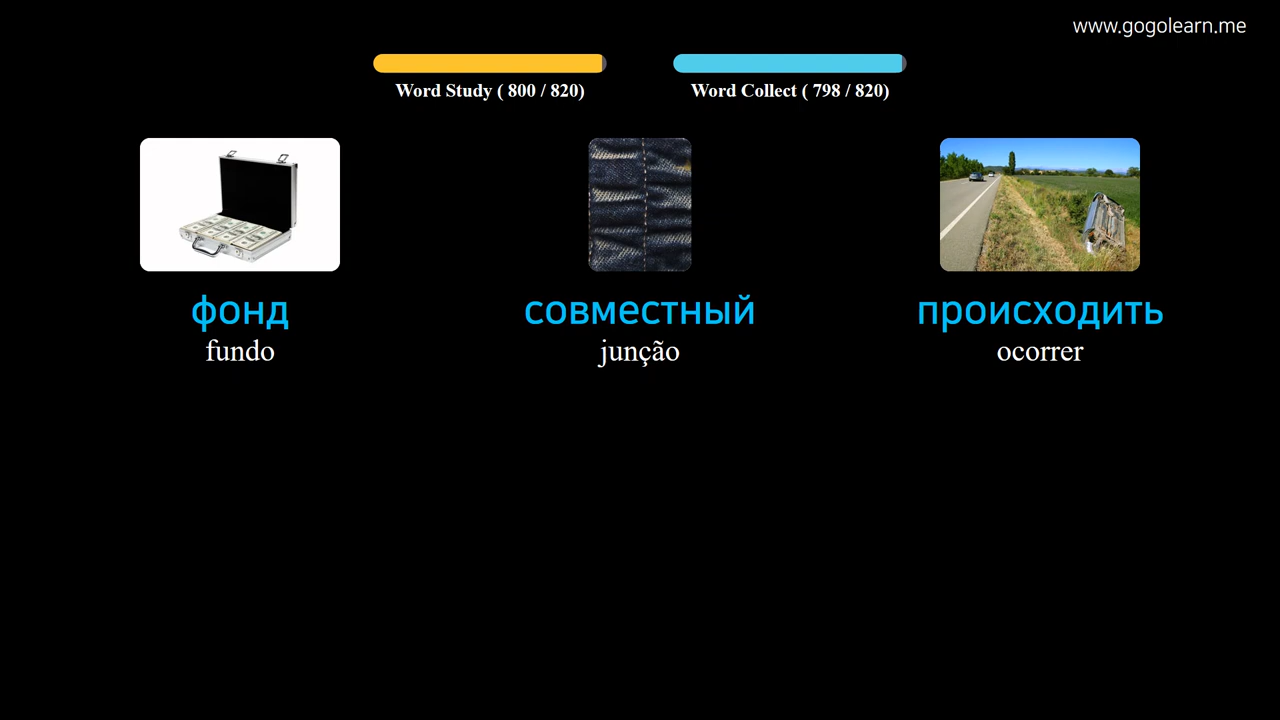 www.gogolearn.me
Word Study ( 800 / 820)
Word Collect ( 798 / 820)
фонд
fundo
совместный
junção
происходить
ocorrer